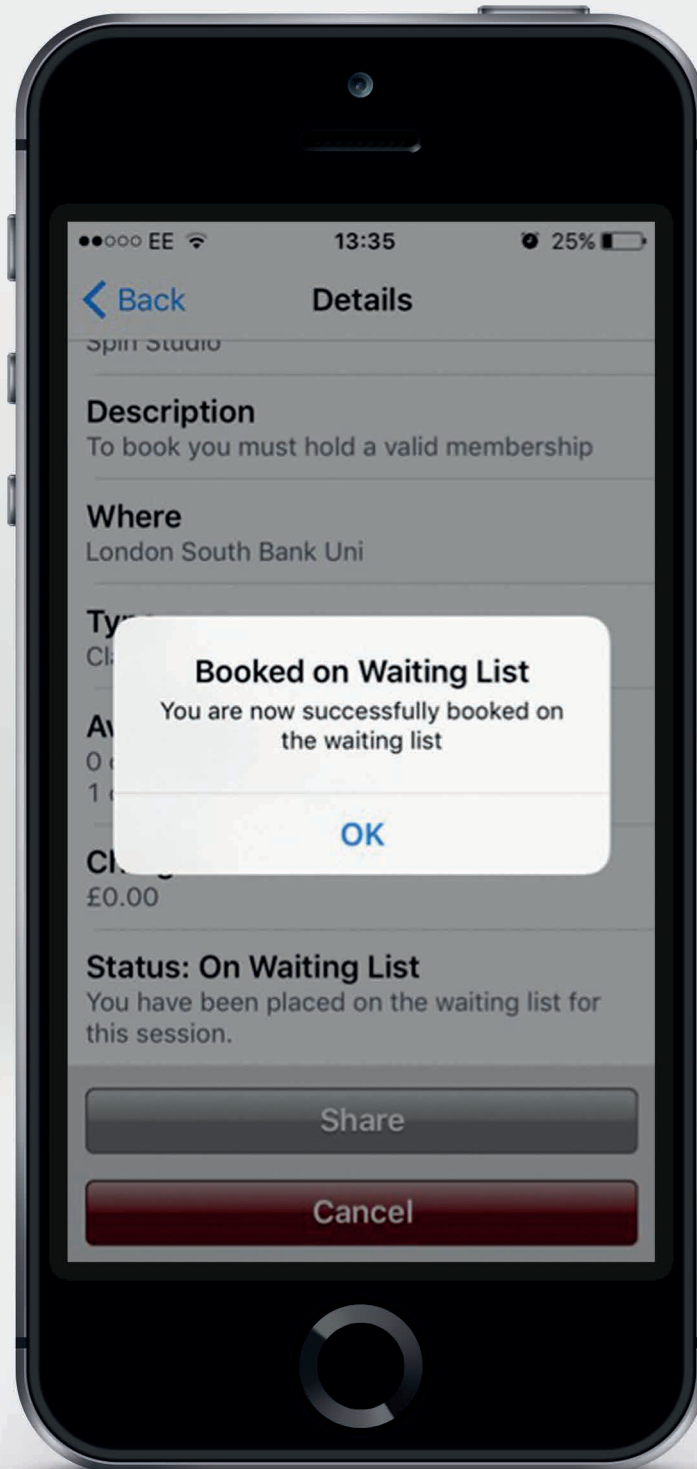 EE 13:35 25%
Back Details
Spin Studio
Description
To book you must hold a valid membership
Where
London South Bank Uni
Booked on Waiting List
You are now successfully booked on
the waiting list
OK
£0.00
Status: On Waiting List
You have been placed on the waiting list for
this session.
Share
Cancel